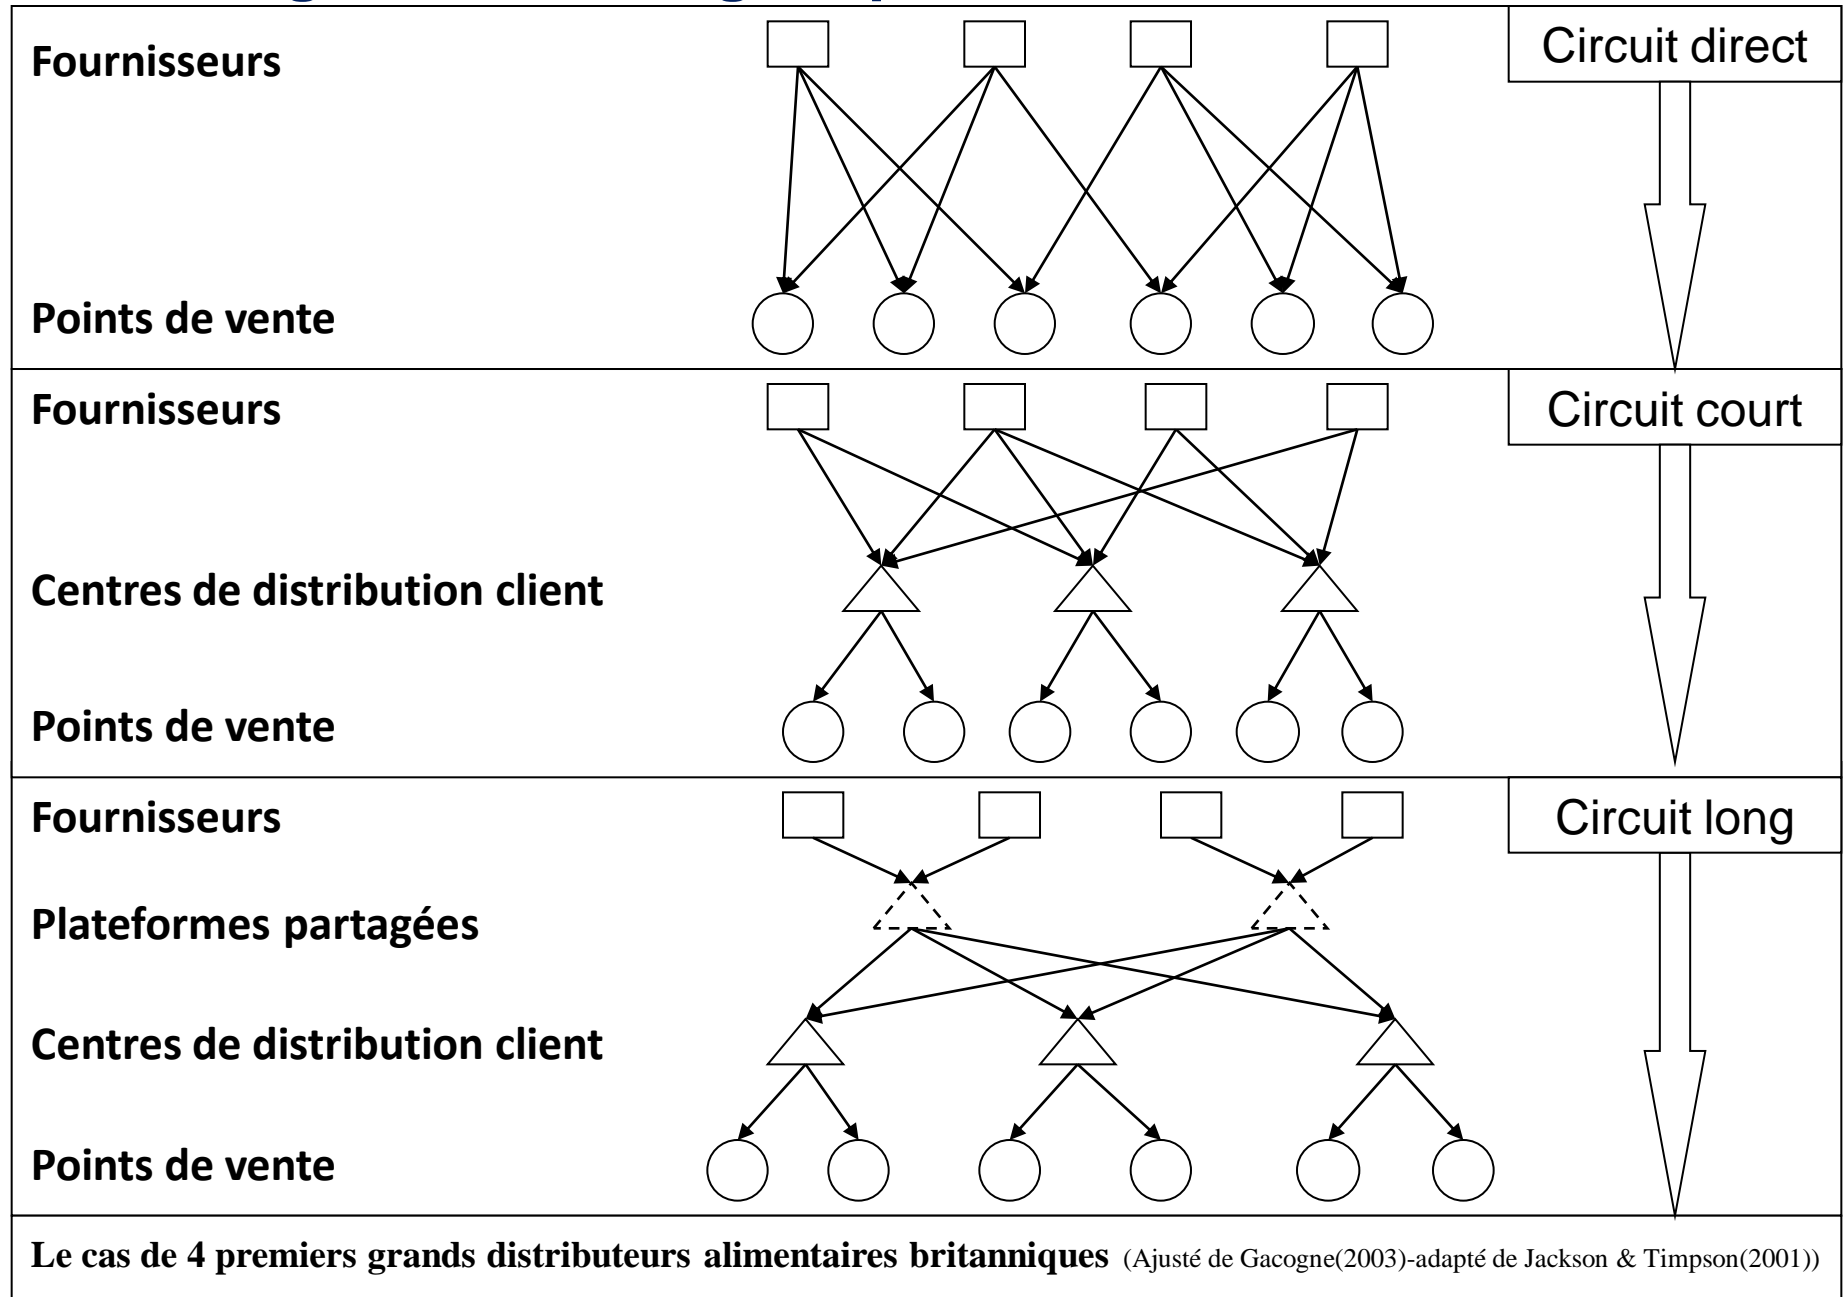 Fournisseurs
Circuit direct
Points de vente
Fournisseurs
Circuit court
Centres de distribution client
Points de vente
Fournisseurs
Circuit long
Plateformes partagées
Centres de distribution client
Points de vente
Le cas de 4 premiers grands distributeurs alimentaires britanniques (Ajusté de Gacogne(2003)-adapté de Jackson & Timpson(2001))